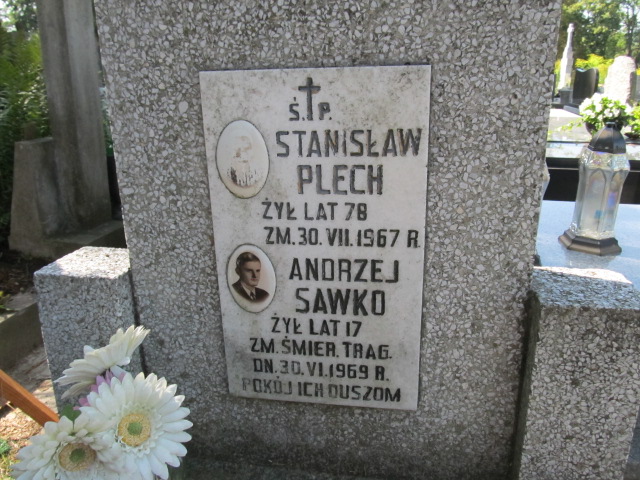 Ś.P.
STANISŁAW
PLECH
ŻYŁ LAT 78
ZM. 30. VII. 1967 R.
ANDRZEJ
SAWKO
ŻYŁ LAT 17
ZM. ŚMIER. TRAG.
DN. 30. VI. 1969 R.
POKÓJ ICH DUSZOM